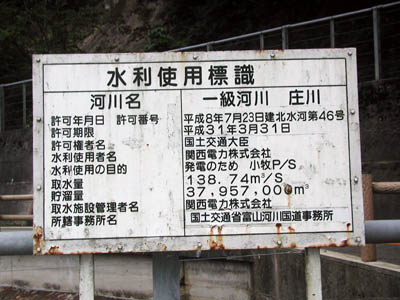 水利使用標識
河川名 一級河川 庄川
許可年月日 許可番号 平成8年7月23日建北水河第46号
許可期限 平成31年3月31日
許可権者名 国土交通大臣
水利使用者名 関西電力株式会社
水利使用の目的 発電のため 小牧P/S
取水量 138.74m³/S
貯溜量 37,957,000m³
取水施設管理者名 関西電力株式会社
所轄事務所名 国土交通省富山河川国道事務所